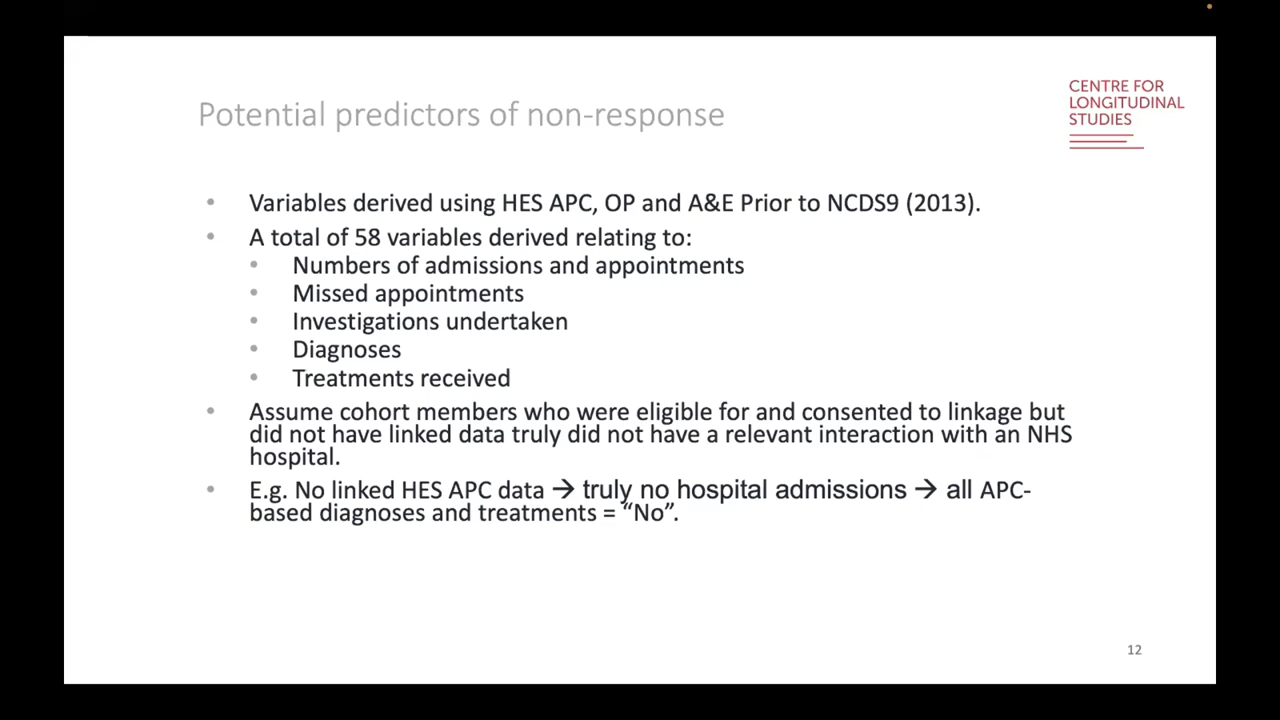 Potential predictors of non-response
CENTRE FOR
LONGITUDINAL
STUDIES
• Variables derived using HES APC, OP and A&E Prior to NCDS9 (2013).
• A total of 58 variables derived relating to:
• Numbers of admissions and appointments
• Missed appointments
• Investigations undertaken
• Diagnoses
• Treatments received
• Assume cohort members who were eligible for and consented to linkage but
did not have linked data truly did not have a relevant interaction with an NHS
hospital.
• E.g. No linked HES APC data → truly no hospital admissions → all APC-
based diagnoses and treatments = “No”.
12